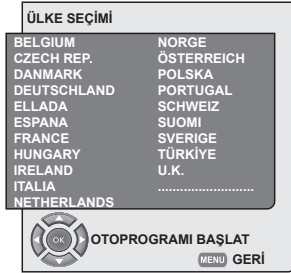 ÜLKE SEÇİMİ
BELGIUM
CZECH REP.
DANMARK
DEUTSCHLAND
ELLADA
ESPANA
FRANCE
HUNGARY
IRELAND
ITALIA
NETHERLANDS
NORGE
ÖSTERREICH
POLSKA
PORTUGAL
SCHWEIZ
SUOMI
SVERIGE
TÜRKİYE
U.K.
..........................
OK
OTOPROGRAMI BAŞLAT
MENU GERİ